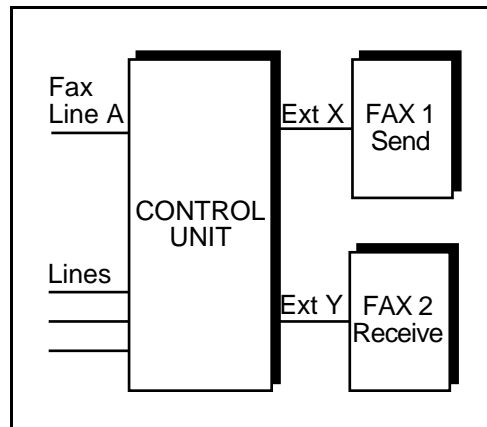 Fax
Line A
Ext X
FAX 1
Send
CONTROL
UNIT
Lines
Ext Y
FAX 2
Receive